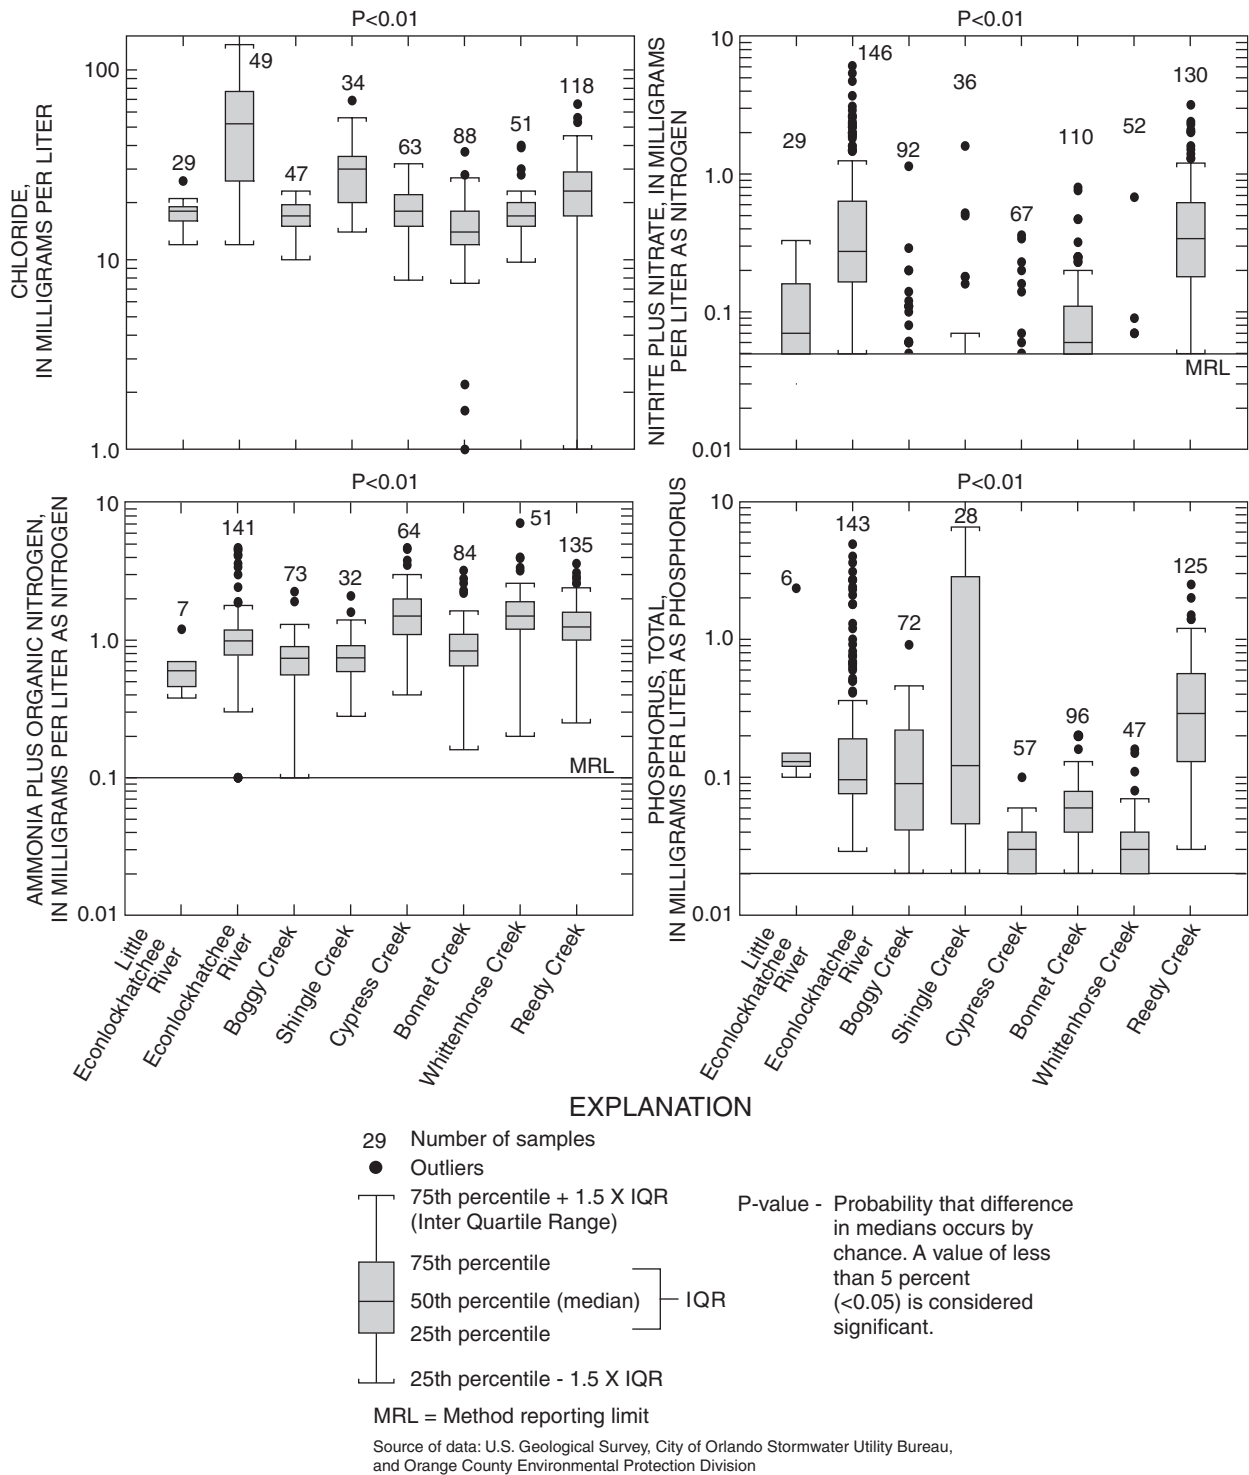 P<0.01
CHLORIDE,
IN MILLIGRAMS PER LITER
100
10
1.0
29
49
47
34
63
88
51
118
P<0.01
NITRITE PLUS NITRATE, IN MILLIGRAMS
PER LITER AS NITROGEN
10
1.0
0.1
0.01
29
146
92
36
67
110
52
130
MRL
P<0.01
AMMONIA PLUS ORGANIC NITROGEN,
IN MILLIGRAMS PER LITER AS NITROGEN
10
1.0
0.1
0.01
7
141
73
32
64
84
51
135
MRL
Little
Econlockhatchee
River
Econlockhatchee
River
Boggy Creek
Shingle Creek
Cypress Creek
Bonnet Creek
Whittenhorse Creek
Reedy Creek
P<0.01
PHOSPHORUS, TOTAL,
IN MILLIGRAMS PER LITER AS PHOSPHORUS
10
1.0
0.1
0.01
6
143
72
28
57
96
47
125
Little
Econlockhatchee
River
Econlockhatchee
River
Boggy Creek
Shingle Creek
Cypress Creek
Bonnet Creek
Whittenhorse Creek
Reedy Creek
EXPLANATION
29 Number of samples
Outliers
75th percentile + 1.5 X IQR
(Inter Quartile Range)
75th percentile
50th percentile (median)
IQR
25th percentile
25th percentile - 1.5 X IQR
MRL = Method reporting limit
P-value - Probability that difference
in medians occurs by
chance. A value of less
than 5 percent
(<0.05) is considered
significant.
Source of data: U.S. Geological Survey, City of Orlando Stormwater Utility Bureau,
and Orange County Environmental Protection Division